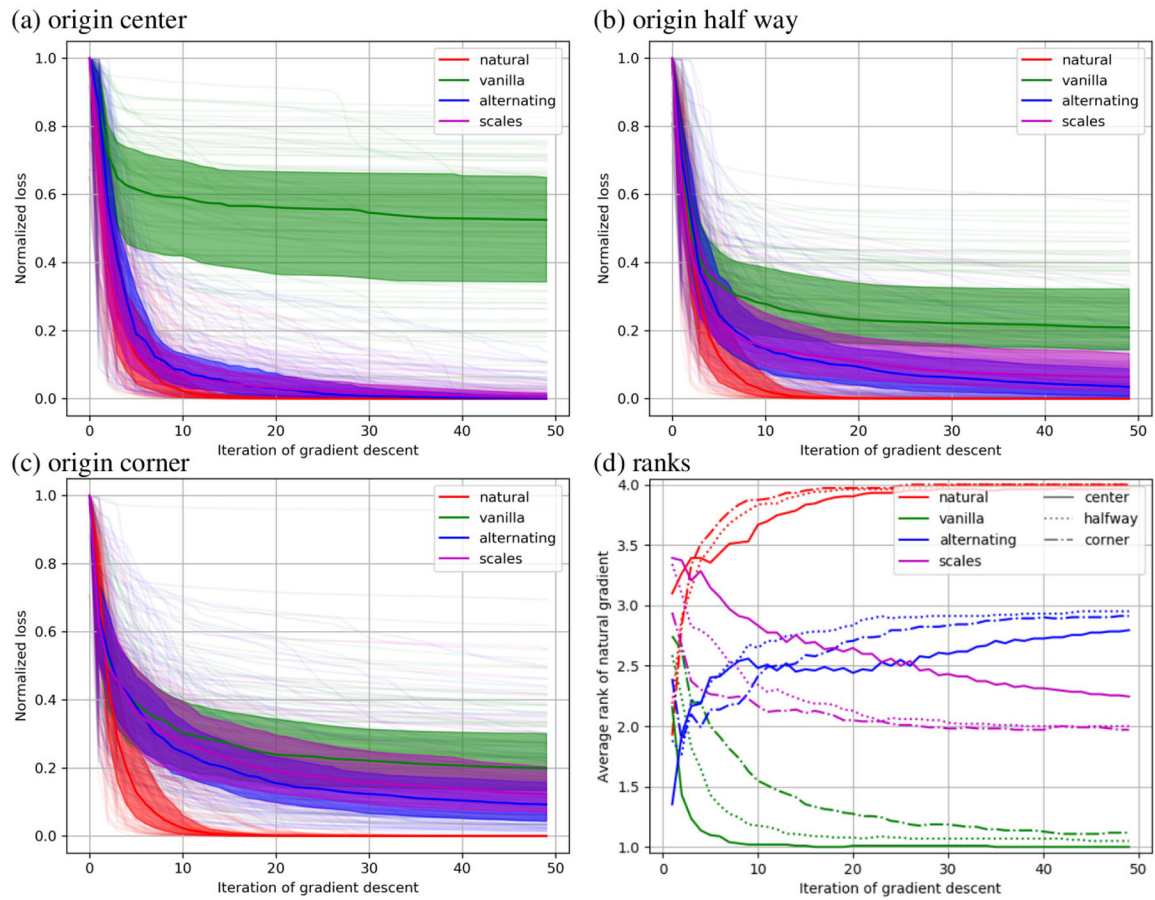 (a) origin center
1.0
0.8
0.6
0.4
0.2
0.0
Normalized loss
0 10 20 30 40 50
Iteration of gradient descent
natural
vanilla
alternating
scales
(b) origin half way
1.0
0.8
0.6
0.4
0.2
0.0
Normalized loss
0 10 20 30 40 50
Iteration of gradient descent
natural
vanilla
alternating
scales
(c) origin corner
1.0
0.8
0.6
0.4
0.2
0.0
Normalized loss
0 10 20 30 40 50
Iteration of gradient descent
natural
vanilla
alternating
scales
(d) ranks
4.0
3.5
3.0
2.5
2.0
1.5
1.0
Average rank of natural gradient
0 10 20 30 40 50
Iteration of gradient descent
natural
vanilla
alternating
scales
center
halfway
corner